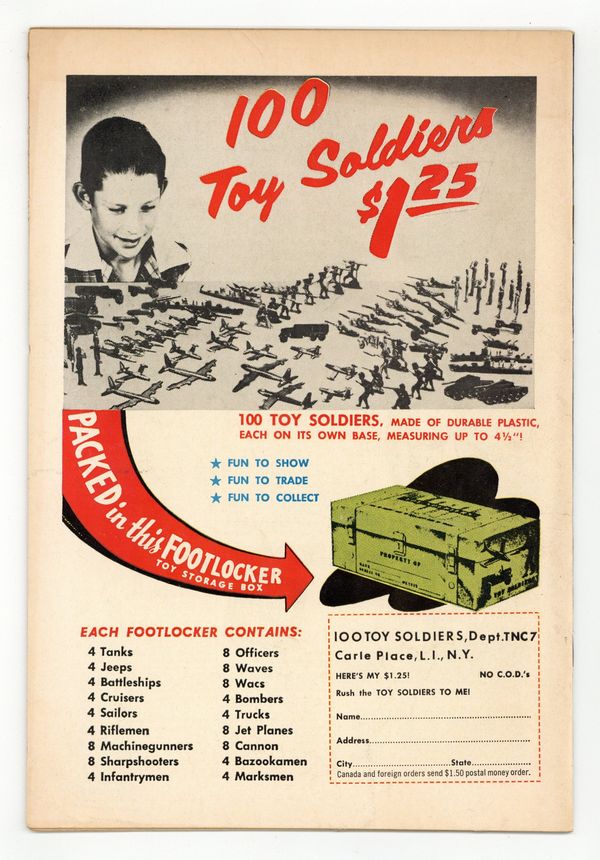 100
Toy Soldiers
$1.25
100 TOY SOLDIERS, MADE OF DURABLE PLASTIC,
EACH ON ITS OWN BASE, MEASURING UP TO 4½"!
★ FUN TO SHOW
★ FUN TO TRADE
★ FUN TO COLLECT
PACKED in this FOOTLOCKER
TOY STORAGE BOX
PROPERTY OF
TOY SOLDIERS
EACH FOOTLOCKER CONTAINS:
4 Tanks
4 Jeeps
4 Battleships
4 Cruisers
4 Sailors
4 Riflemen
8 Machinegunners
8 Sharpshooters
4 Infantrymen
8 Officers
8 Waves
8 Wacs
4 Bombers
4 Trucks
8 Jet Planes
8 Cannon
4 Bazookamen
4 Marksmen
100 TOY SOLDIERS, Dept. TNC7
Carle Place, L.I., N.Y.
HERE'S MY $1.25! NO C.O.D.'s
Rush the TOY SOLDIERS TO ME!
Name
Address
City State
Canada and foreign orders send $1.50 postal money order.